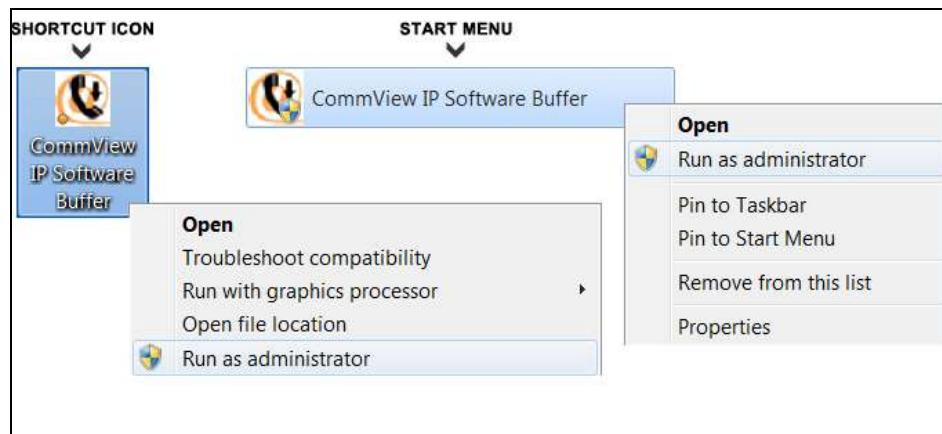 SHORTCUT ICON
CommView
IP Software
Buffer
Open
Troubleshoot compatibility
Run with graphics processor
Open file location
Run as administrator
START MENU
CommView IP Software Buffer
Open
Run as administrator
Pin to Taskbar
Pin to Start Menu
Remove from this list
Properties